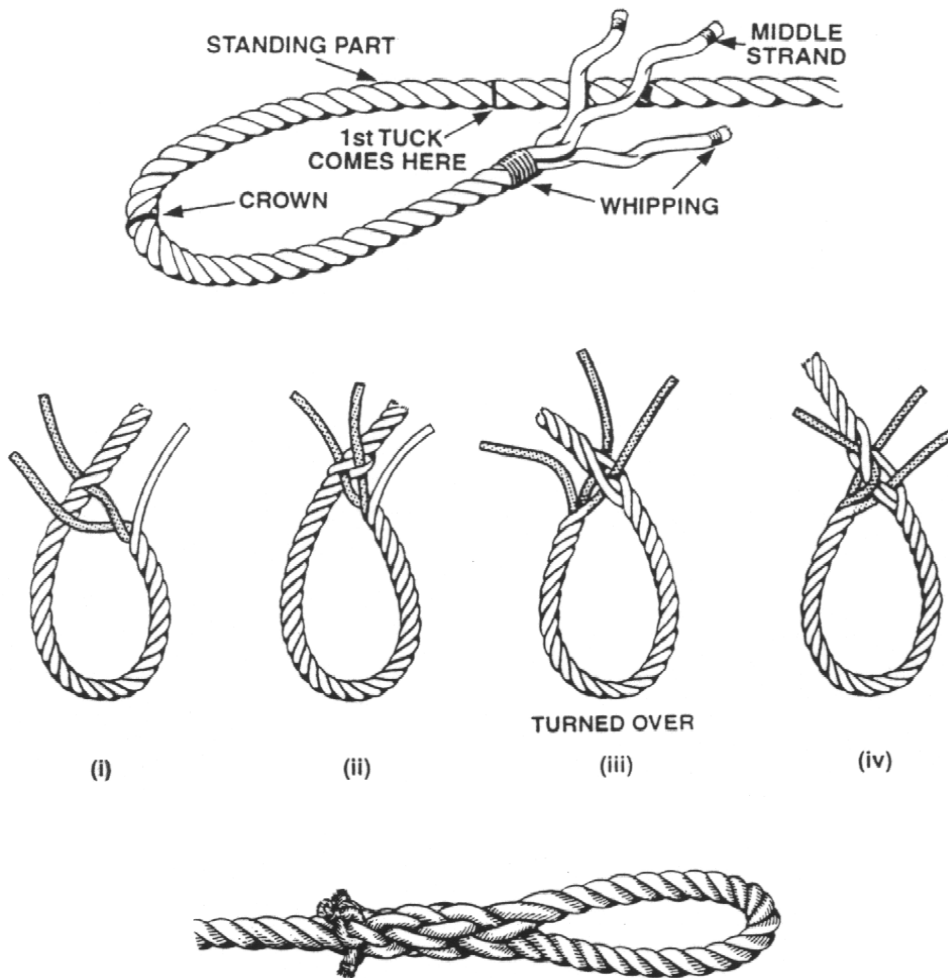 MIDDLE
STRAND
STANDING PART
1st TUCK
COMES HERE
CROWN
WHIPPING
TURNED OVER
(i)
(ii)
(iii)
(iv)